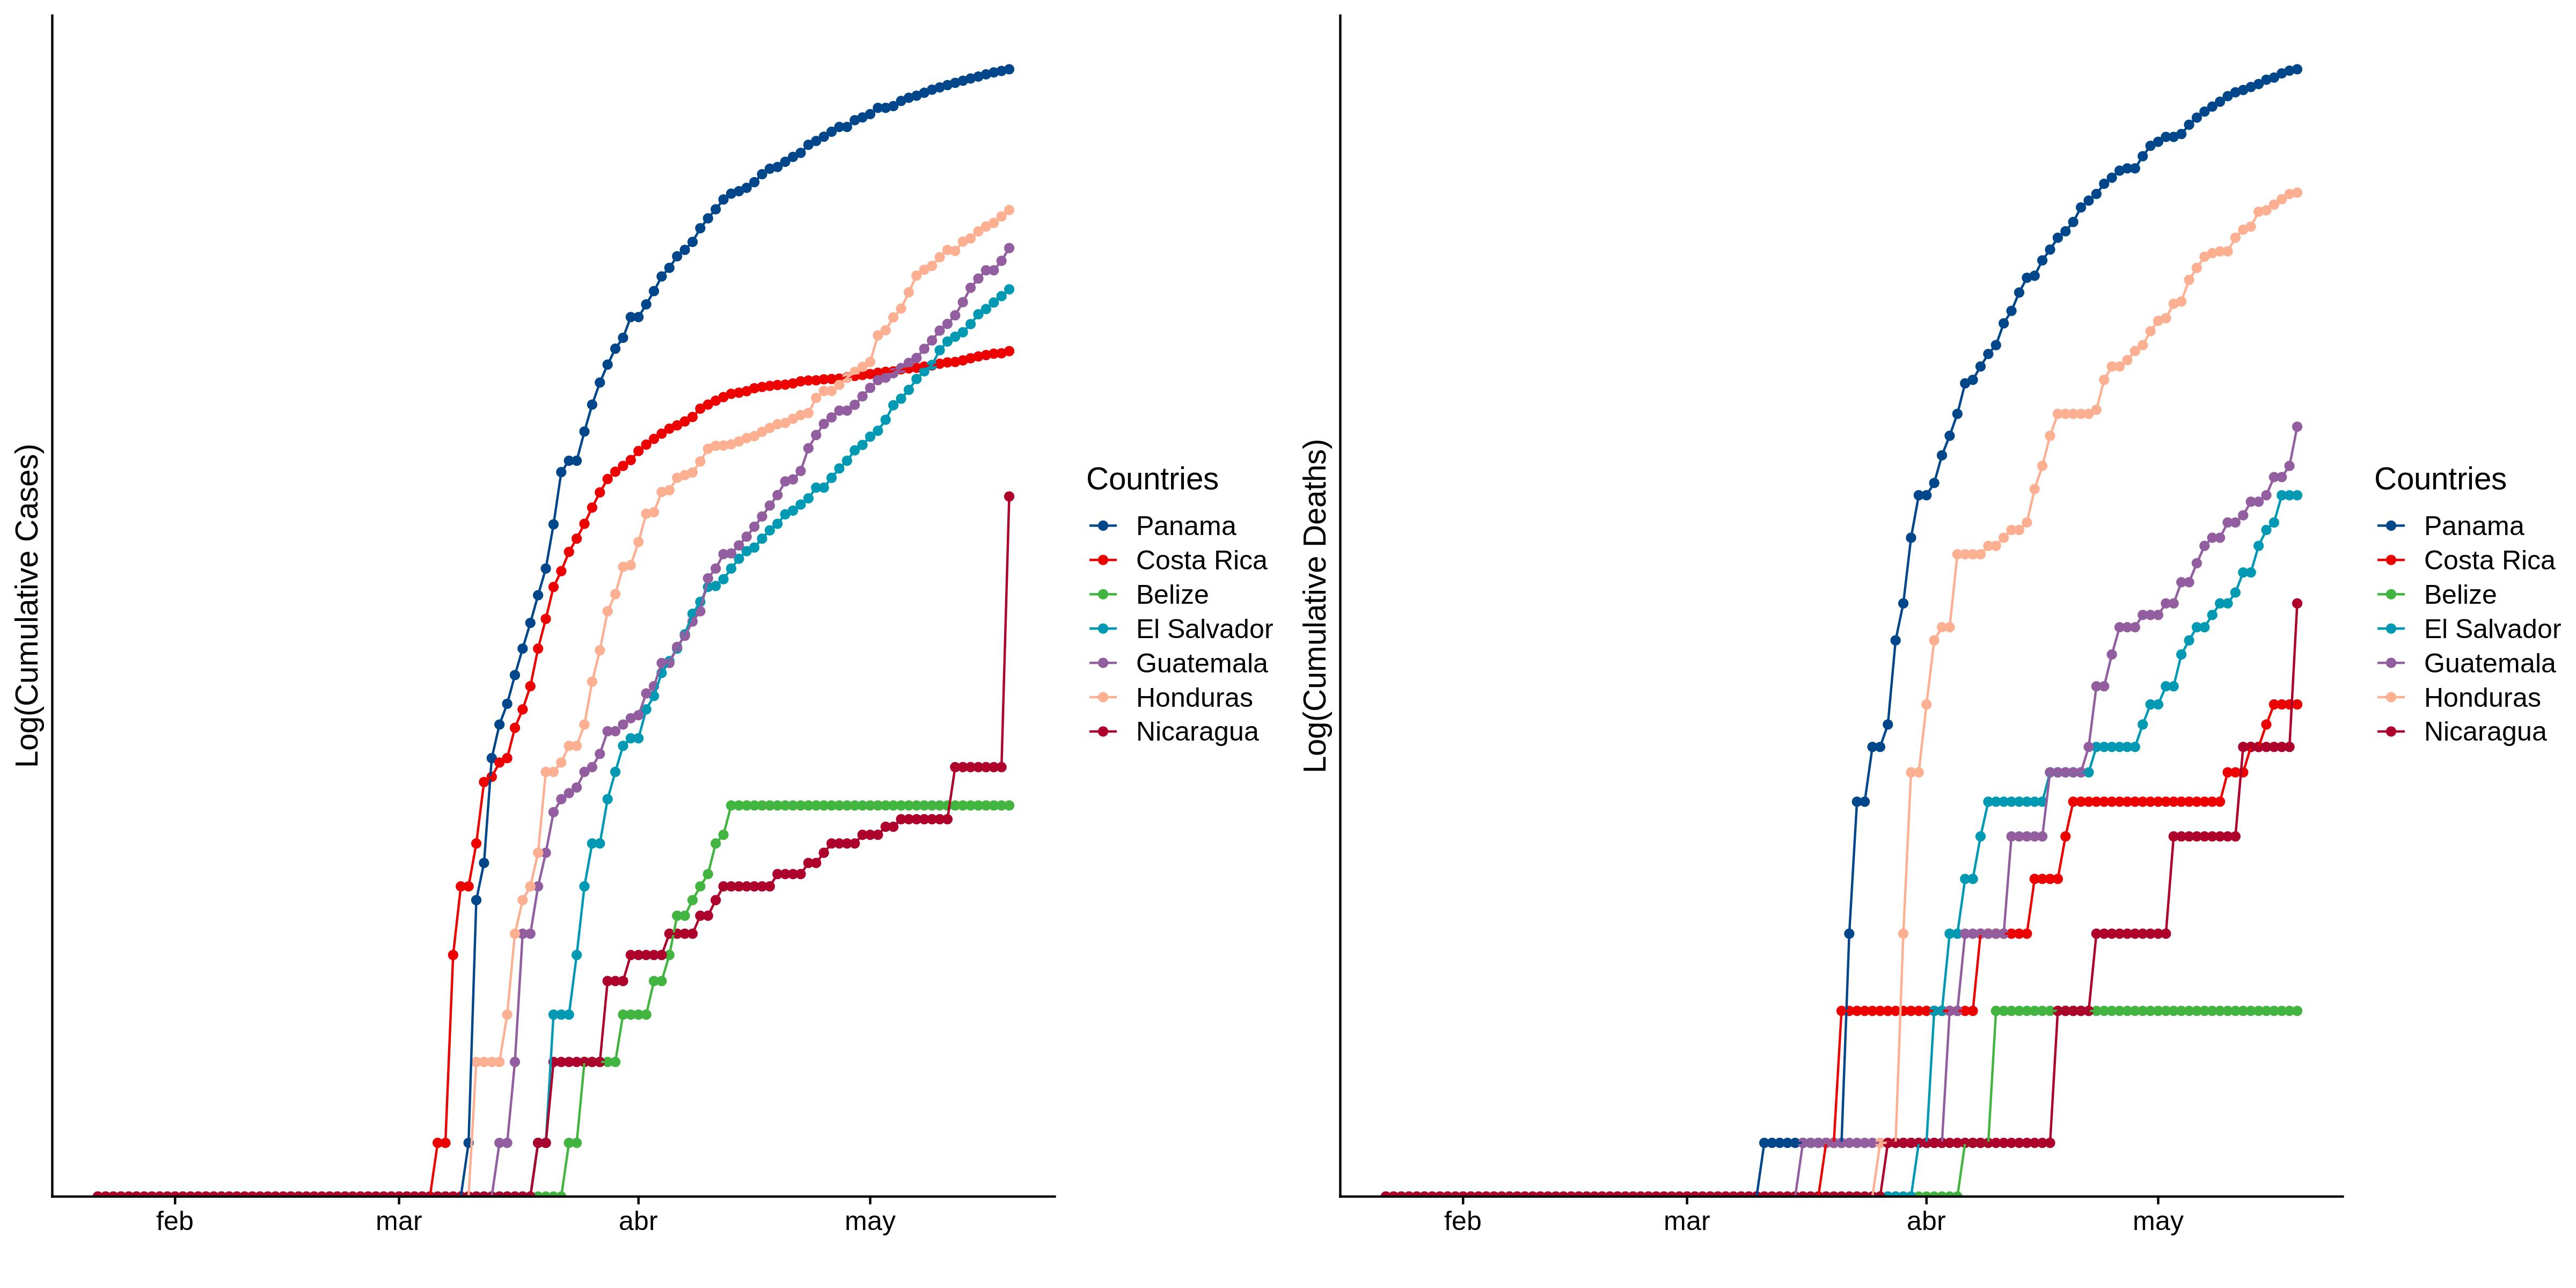 Log(Cumulative Cases)
feb
mar
abr
may
Countries
Panama
Costa Rica
Belize
El Salvador
Guatemala
Honduras
Nicaragua
Log(Cumulative Deaths)
feb
mar
abr
may
Countries
Panama
Costa Rica
Belize
El Salvador
Guatemala
Honduras
Nicaragua